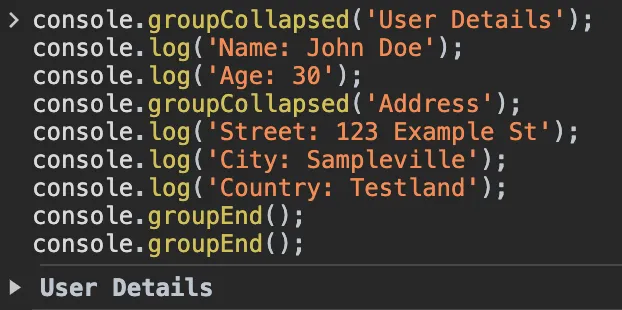 console.groupCollapsed('User Details');
console.log('Name: John Doe');
console.log('Age: 30');
console.groupCollapsed('Address');
console.log('Street: 123 Example St');
console.log('City: Sampleville');
console.log('Country: Testland');
console.groupEnd();
console.groupEnd();
User Details